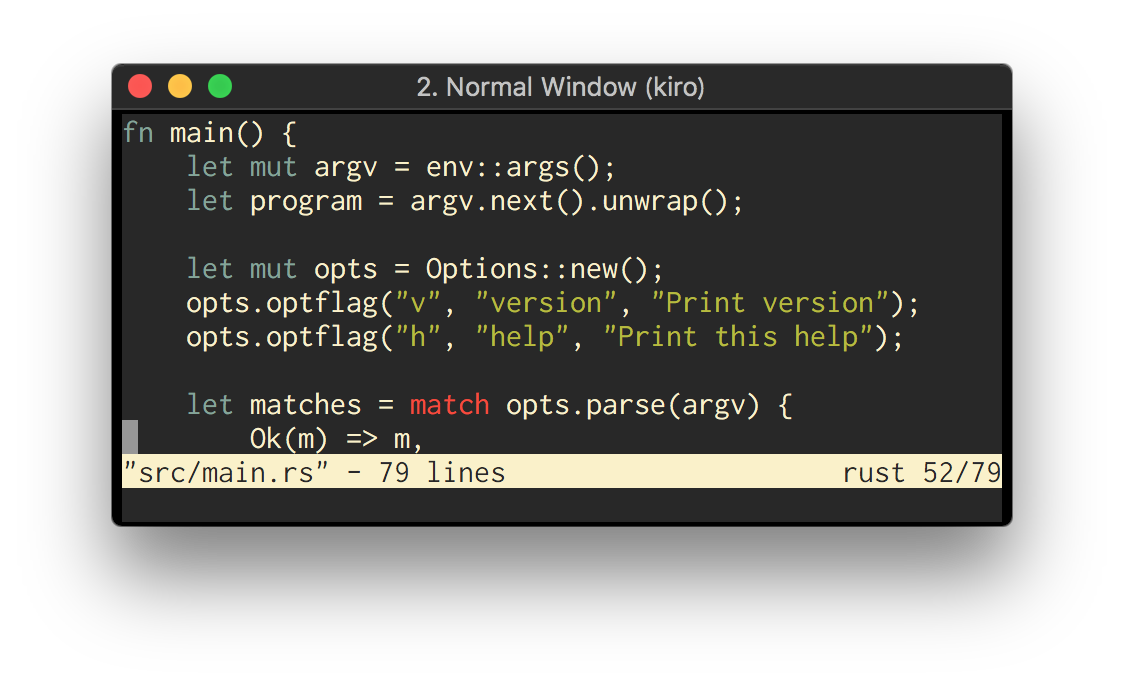 2. Normal Window (kiro)
fn main() {
    let mut argv = env::args();
    let program = argv.next().unwrap();

    let mut opts = Options::new();
    opts.optflag("v", "version", "Print version");
    opts.optflag("h", "help", "Print this help");

    let matches = match opts.parse(argv) {
        Ok(m) => m,
"src/main.rs" - 79 lines rust 52/79